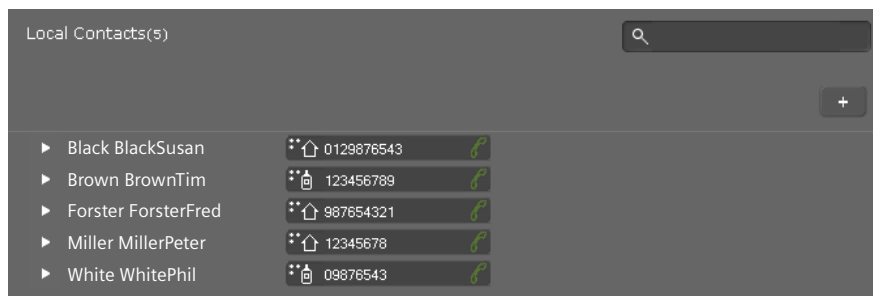 Local Contacts(5)
+
Black BlackSusan 0129876543
Brown BrownTim 123456789
Forster ForsterFred 987654321
Miller MillerPeter 12345678
White WhitePhil 09876543